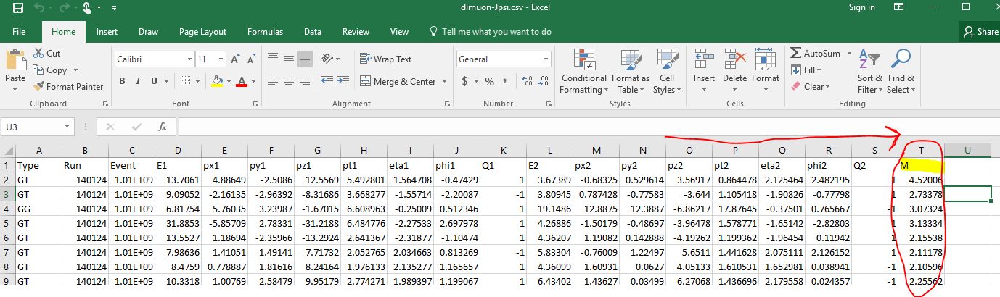 dimuon-Jpsi.csv - Excel
Sign in
File Home Insert Draw Page Layout Formulas Data Review View Tell me what you want to do Share
Paste
Cut
Copy
Format Painter
Clipboard
Calibri 11 A A
B I U A
Font
Wrap Text
Merge & Center
Alignment
General
$ % , .00 .0
Number
Conditional Formatting
Format as Table
Cell Styles
Styles
Insert Delete Format
Cells
AutoSum
Fill
Clear
Sort & Filter
Find & Select
Editing
U3 fx
A B C D E F G H I J K L M N O P Q R S T U
1 Type Run Event E1 px1 py1 pz1 pt1 eta1 phi1 Q1 E2 px2 py2 pz2 pt2 eta2 phi2 Q2 M
2 GT 140124 1.01E+09 13.7061 4.88649 -2.5086 12.5569 5.492801 1.564708 -0.47429 1 3.67389 -0.68325 0.529614 3.56917 0.864478 2.125464 2.482195 1 4.52006
3 GT 140124 1.01E+09 9.09052 -2.16135 -2.96392 -8.31686 3.668277 -1.55714 -2.20087 -1 3.80945 0.787428 -0.77583 -3.644 1.105418 -1.90826 -0.77798 1 2.73378
4 GG 140124 1.01E+09 6.81754 5.76035 3.23987 -1.67015 6.608963 -0.25009 0.512346 1 19.1486 12.8875 12.3887 -6.86217 17.87645 -0.37501 0.765667 -1 3.07324
5 GT 140124 1.01E+09 31.8853 -5.85709 2.78331 -31.2188 6.484776 -2.27533 2.697978 1 4.26886 -1.50179 -0.48697 -3.96478 1.578771 -1.65142 -2.82803 1 3.13334
6 GT 140124 1.01E+09 13.5527 1.18694 -2.35966 -13.2924 2.641367 -2.31877 -1.10474 1 4.36207 1.19082 0.142888 -4.19262 1.199362 -1.96454 0.11942 1 2.15538
7 GT 140124 1.01E+09 7.98636 1.41051 1.49141 7.71732 2.052765 2.034663 0.813269 -1 5.83304 -0.76009 1.22497 5.6511 1.441628 2.075111 2.126152 1 2.11178
8 GT 140124 1.01E+09 8.4759 0.778887 1.81616 8.24164 1.976133 2.135277 1.165657 1 4.36099 1.60931 0.0627 4.05133 1.610531 1.652981 0.038941 -1 2.10596
9 GT 140124 1.01E+09 10.3318 1.00769 2.58479 9.95179 2.774271 1.989397 1.199067 1 6.43402 1.43627 0.03499 6.27068 1.436696 2.179558 0.024357 -1 2.25562